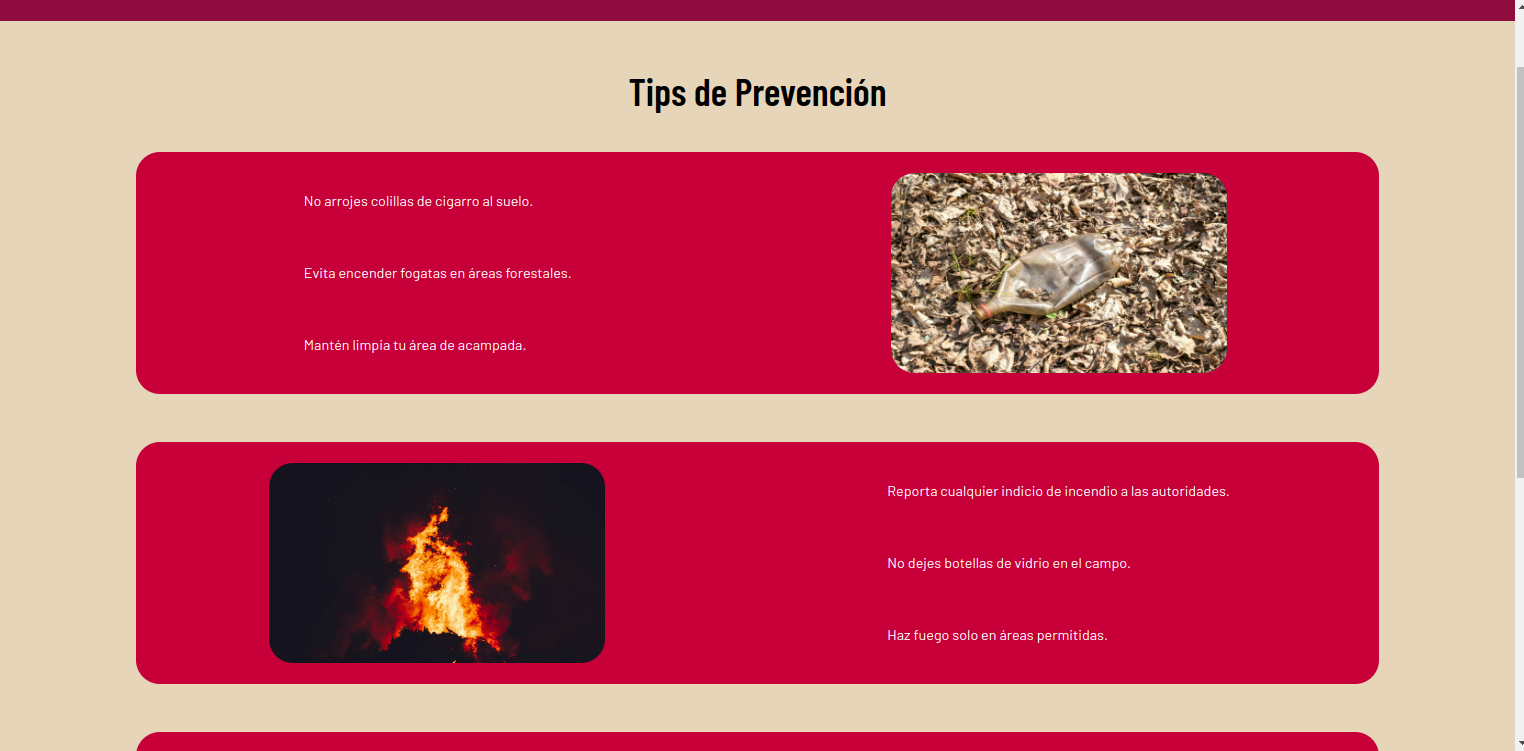 Tips de Prevención
No arrojes colillas de cigarro al suelo.
Evita encender fogatas en áreas forestales.
Mantén limpia tu área de acampada.
Reporta cualquier indicio de incendio a las autoridades.
No dejes botellas de vidrio en el campo.
Haz fuego solo en áreas permitidas.